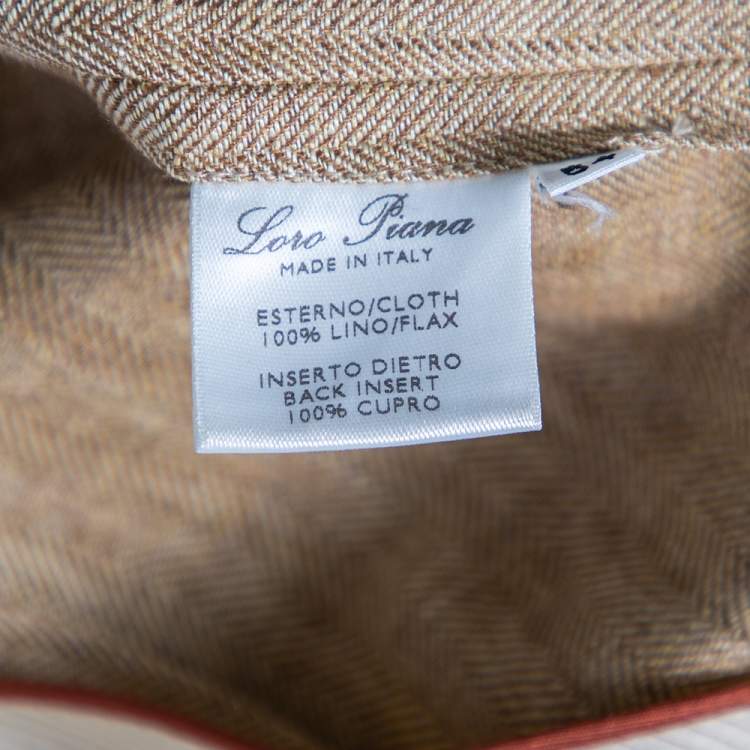 Loro Piana
MADE IN ITALY
ESTERNO/CLOTH
100% LINO/FLAX
INSERTO DIETRO
BACK INSERT
100% CUPRO